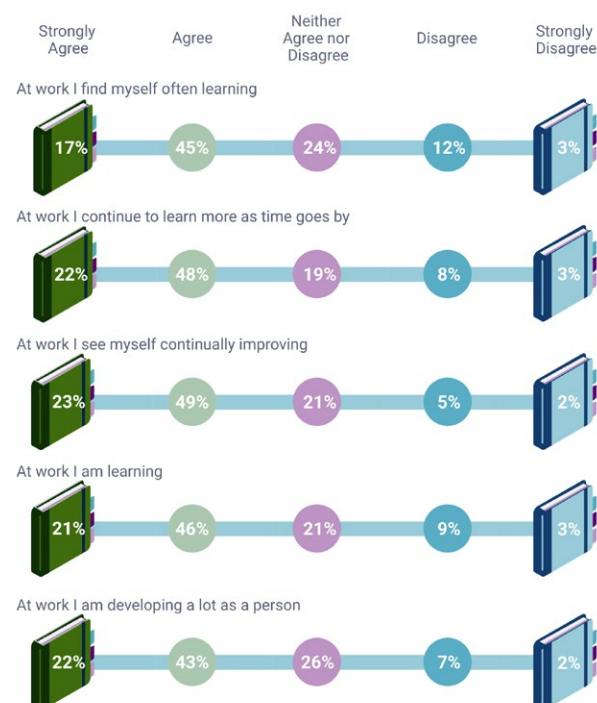 Strongly
Agree
Agree
Neither
Agree nor
Disagree
Disagree
Strongly
Disagree
At work I find myself often learning
17% 45% 24% 12% 3%
At work I continue to learn more as time goes by
22% 48% 19% 8% 3%
At work I see myself continually improving
23% 49% 21% 5% 2%
At work I am learning
21% 46% 21% 9% 3%
At work I am developing a lot as a person
22% 43% 26% 7% 2%